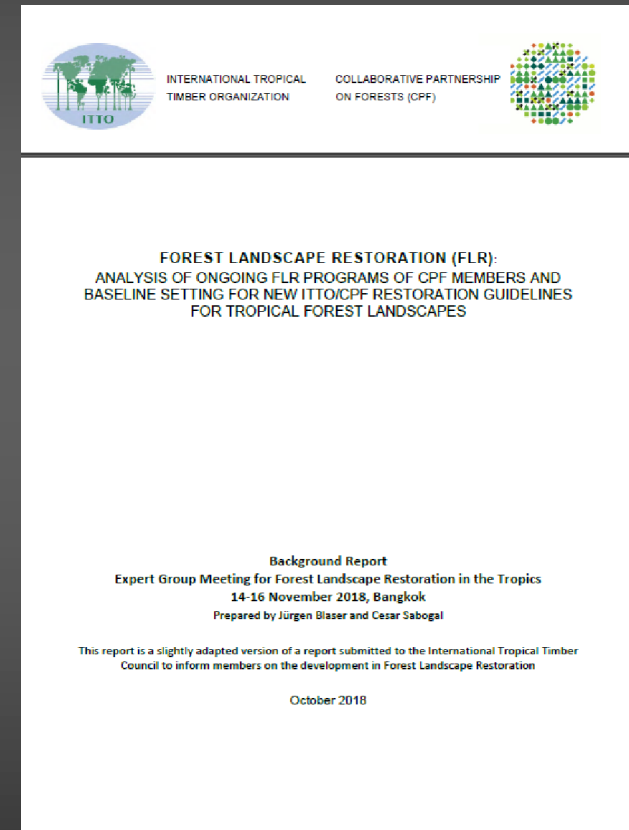 ITTO
INTERNATIONAL TROPICAL
TIMBER ORGANIZATION
COLLABORATIVE PARTNERSHIP
ON FORESTS (CPF)
FOREST LANDSCAPE RESTORATION (FLR):
ANALYSIS OF ONGOING FLR PROGRAMS OF CPF MEMBERS AND
BASELINE SETTING FOR NEW ITTO/CPF RESTORATION GUIDELINES
FOR TROPICAL FOREST LANDSCAPES
Background Report
Expert Group Meeting for Forest Landscape Restoration in the Tropics
14-16 November 2018, Bangkok
Prepared by Jürgen Blaser and Cesar Sabogal
This report is a slightly adapted version of a report submitted to the International Tropical Timber
Council to inform members on the development in Forest Landscape Restoration
October 2018